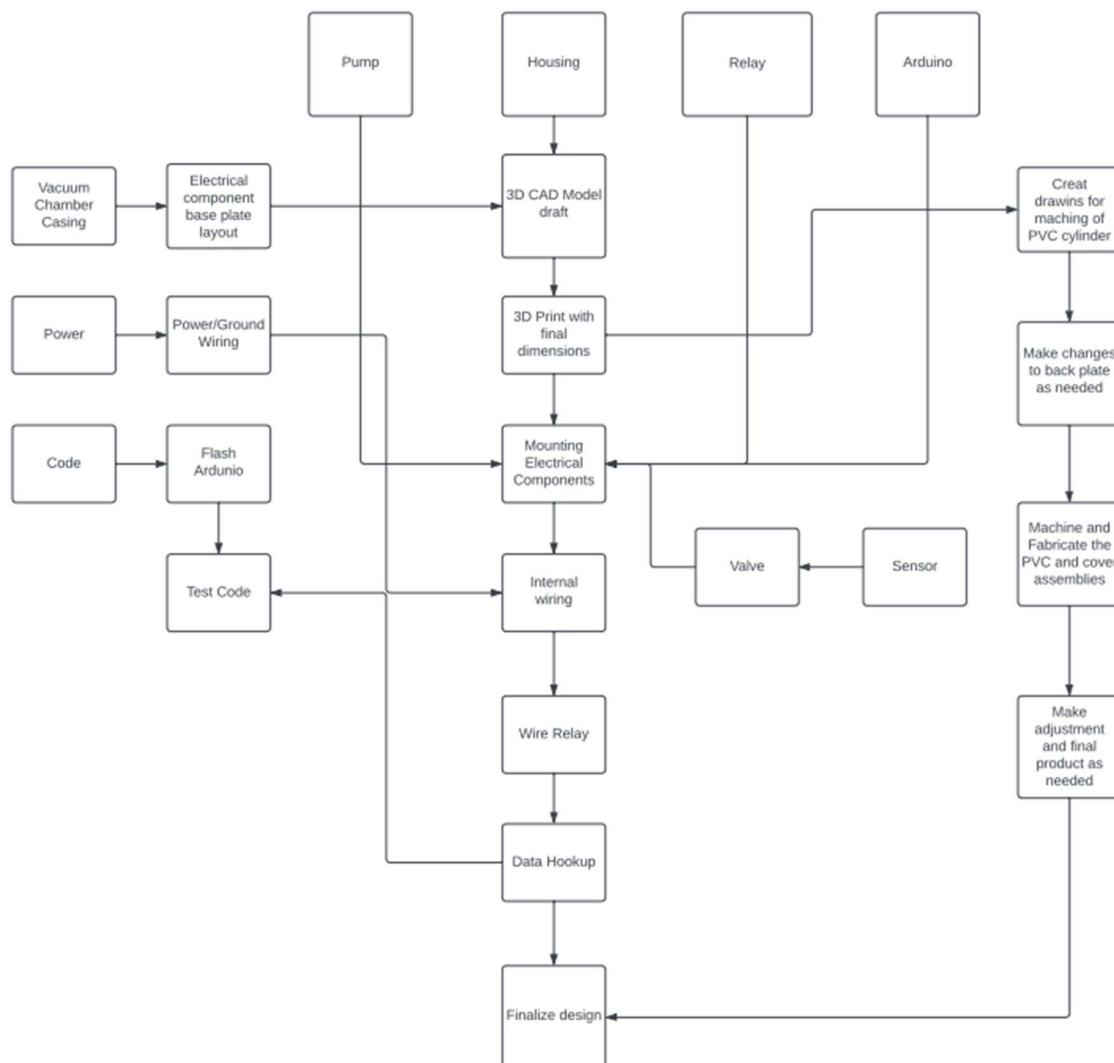 Pump
Housing
Relay
Arduino
Vacuum
Chamber
Casing
Electrical
component
base plate
layout
3D CAD Model
draft
Creat
drawins for
maching of
PVC cylinder
Power
Power/Ground
Wiring
3D Print with
final
dimensions
Make changes
to back plate
as needed
Code
Flash
Ardunio
Mounting
Electrical
Components
Machine and
Fabricate the
PVC and cover
assemblies
Test Code
Internal
wiring
Valve
Sensor
Wire Relay
Make
adjustment
and final
product as
needed
Data Hookup
Finalize design